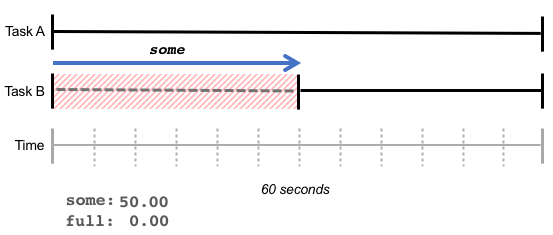 Task A
some
Task B
Time
60 seconds
some: 50.00
full: 0.00